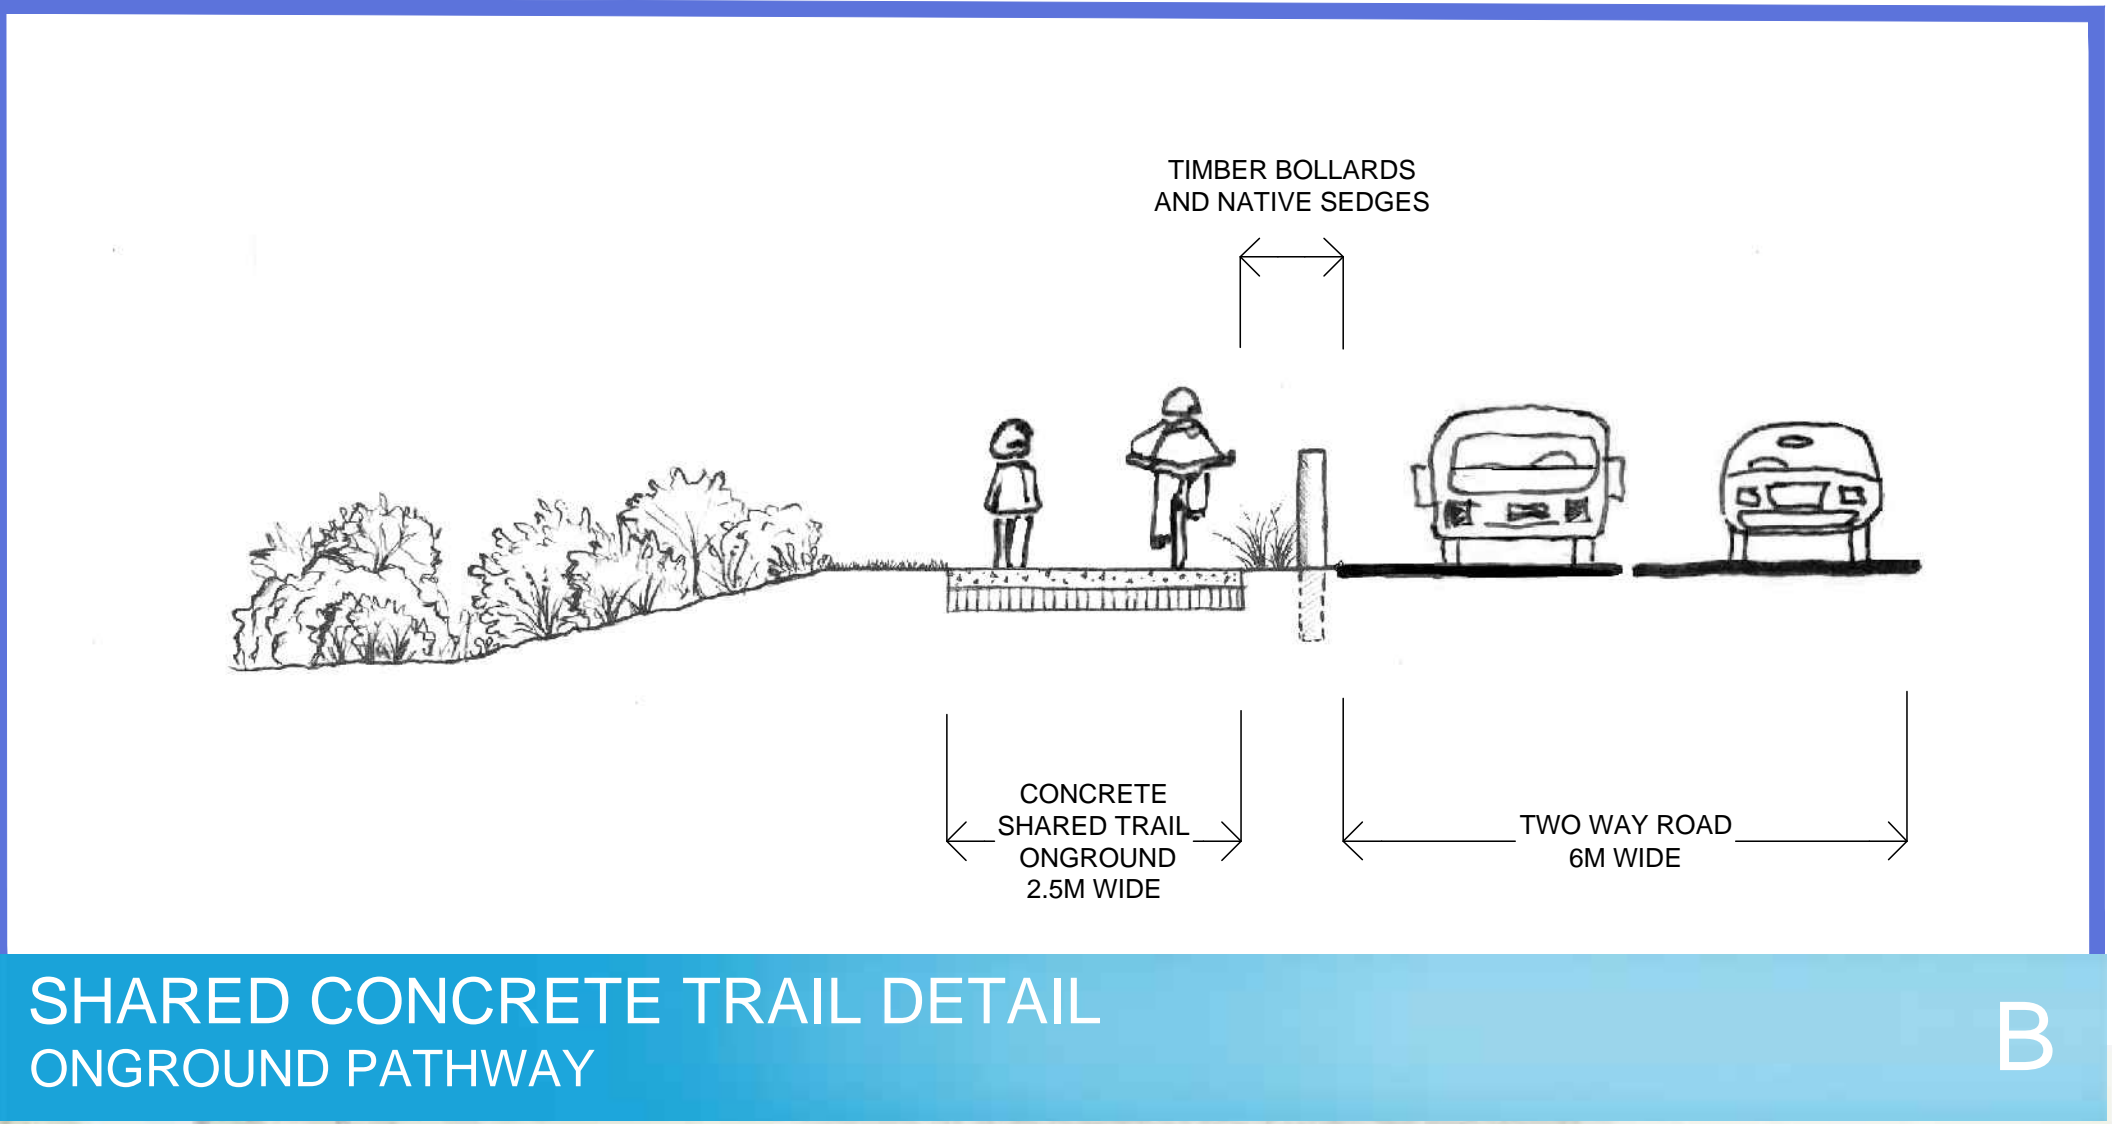 TIMBER BOLLARDS
AND NATIVE SEDGES
CONCRETE
SHARED TRAIL
ONGROUND
2.5M WIDE
TWO WAY ROAD
6M WIDE
SHARED CONCRETE TRAIL DETAIL
ONGROUND PATHWAY
B